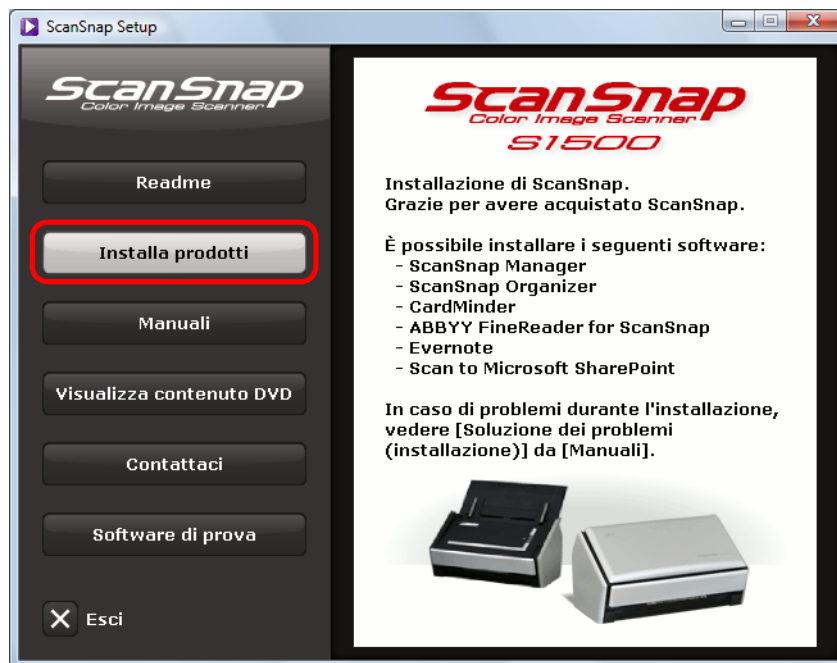 ScanSnap Setup
ScanSnap
Color Image Scanner
Readme
Installa prodotti
Manuali
Visualizza contenuto DVD
Contattaci
Software di prova
Esci
ScanSnap
Color Image Scanner
S1500
Installazione di ScanSnap.
Grazie per avere acquistato ScanSnap.
È possibile installare i seguenti software:
- ScanSnap Manager
- ScanSnap Organizer
- CardMinder
- ABBYY FineReader for ScanSnap
- Evernote
- Scan to Microsoft SharePoint
In caso di problemi durante l'installazione,
vedere [Soluzione dei problemi
(installazione)] da [Manuali].